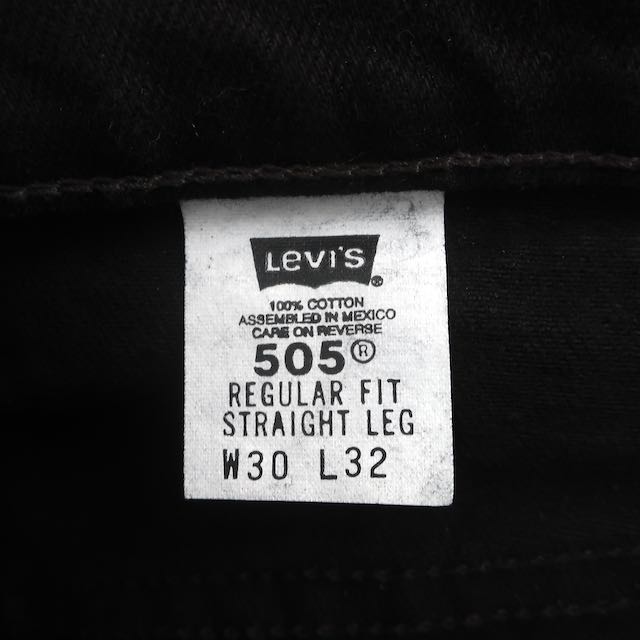 LeVI'S ®
100% COTTON
ASSEMBLED IN MEXICO
CARE ON REVERSE
505®
REGULAR FIT
STRAIGHT LEG
W30 L32